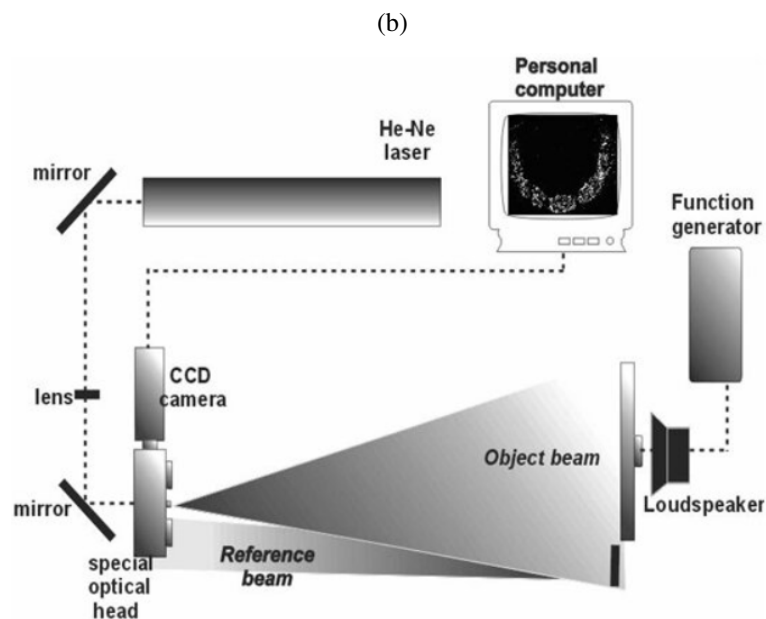 (b)
Personal
computer
He-Ne
laser
mirror
Function
generator
CCD
camera
lens
Object beam
mirror
Loudspeaker
special
optical
head
Reference
beam